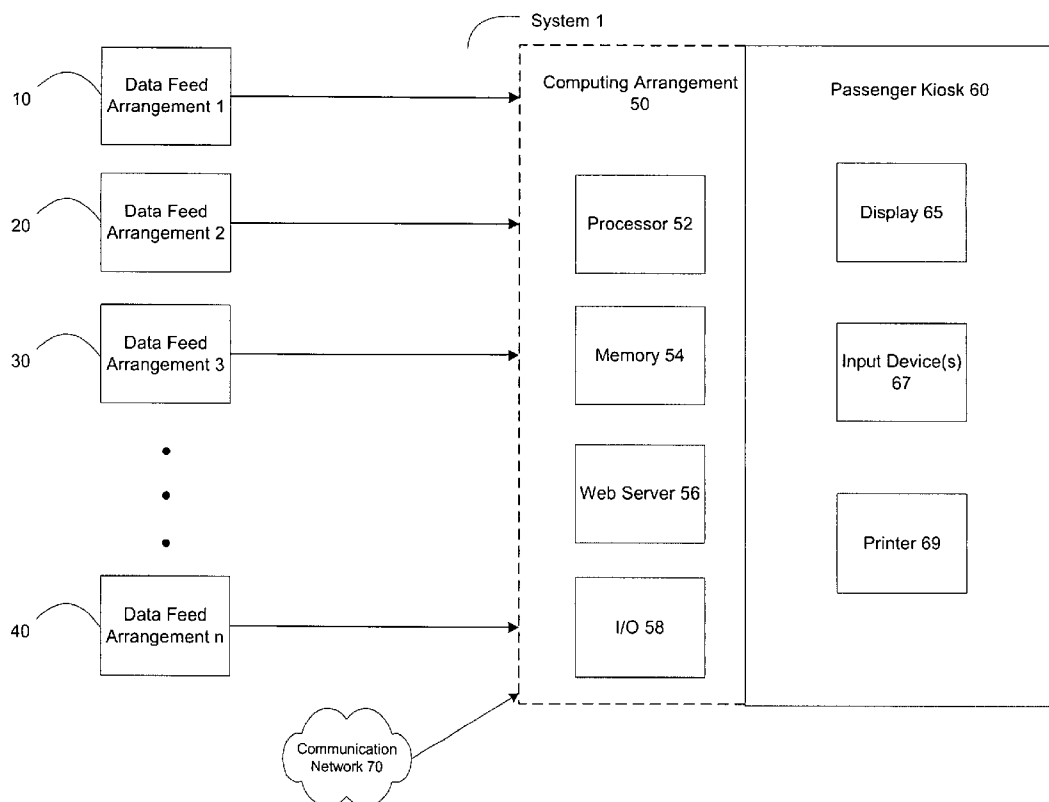 System 1
10
Data Feed
Arrangement 1
20
Data Feed
Arrangement 2
30
Data Feed
Arrangement 3
40
Data Feed
Arrangement n
Computing Arrangement
50
Processor 52
Memory 54
Web Server 56
I/O 58
Passenger Kiosk 60
Display 65
Input Device(s)
67
Printer 69
Communication
Network 70